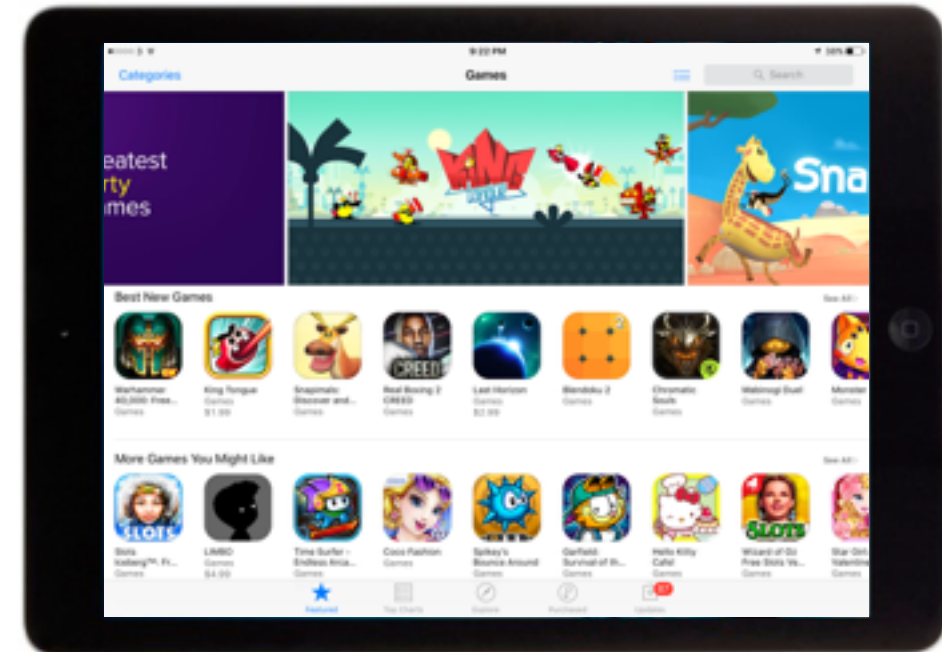 9:22 PM
38%
Categories
Games
Search
eatest
rty
mes
KING
TONGUE
Sna
Best New Games
See All >
CREED
2
Warhammer
40,000: Free...
Games
King Tongue
Games
$1.99
Snapimals:
Discover and...
Games
Real Boxing 2
CREED
Games
Last Horizon
Games
$2.99
Blendoku 2
Games
Chromatic
Souls
Games
Mabinogi Duel
Games
Monster
Games
More Games You Might Like
See All >
SLOTS
SLOTS
Slots
Iceberg™: Fr...
Games
LIMBO
Games
$4.99
Time Surfer -
Endless Arca...
Games
Coco Fashion
Games
Spikey's
Bounce Around
Games
Garfield:
Survival of th...
Games
Hello Kitty
Cafe!
Games
Wizard of Oz
Free Slots Ve...
Games
Star Girl:
Valentine
Games
Featured
Top Charts
Explore
Purchased
Updates